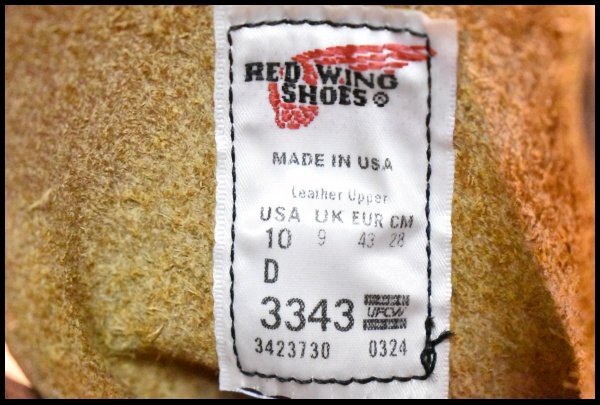 RED WING
SHOES®
MADE IN USA
Leather Upper
USA UK EUR CM
10 9 43 28
D
3343 UFCW
3423730 0324